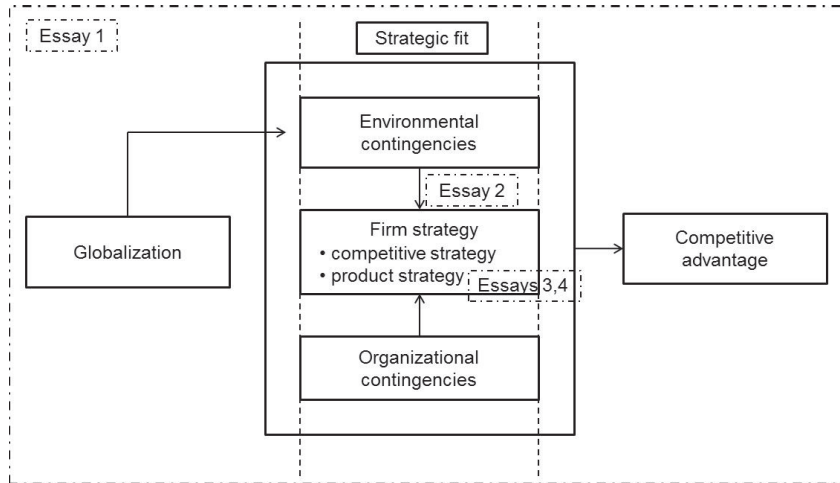 Essay 1
Strategic fit
Environmental
contingencies
Essay 2
Globalization
Firm strategy
• competitive strategy
• product strategy
Essays 3,4
Competitive
advantage
Organizational
contingencies